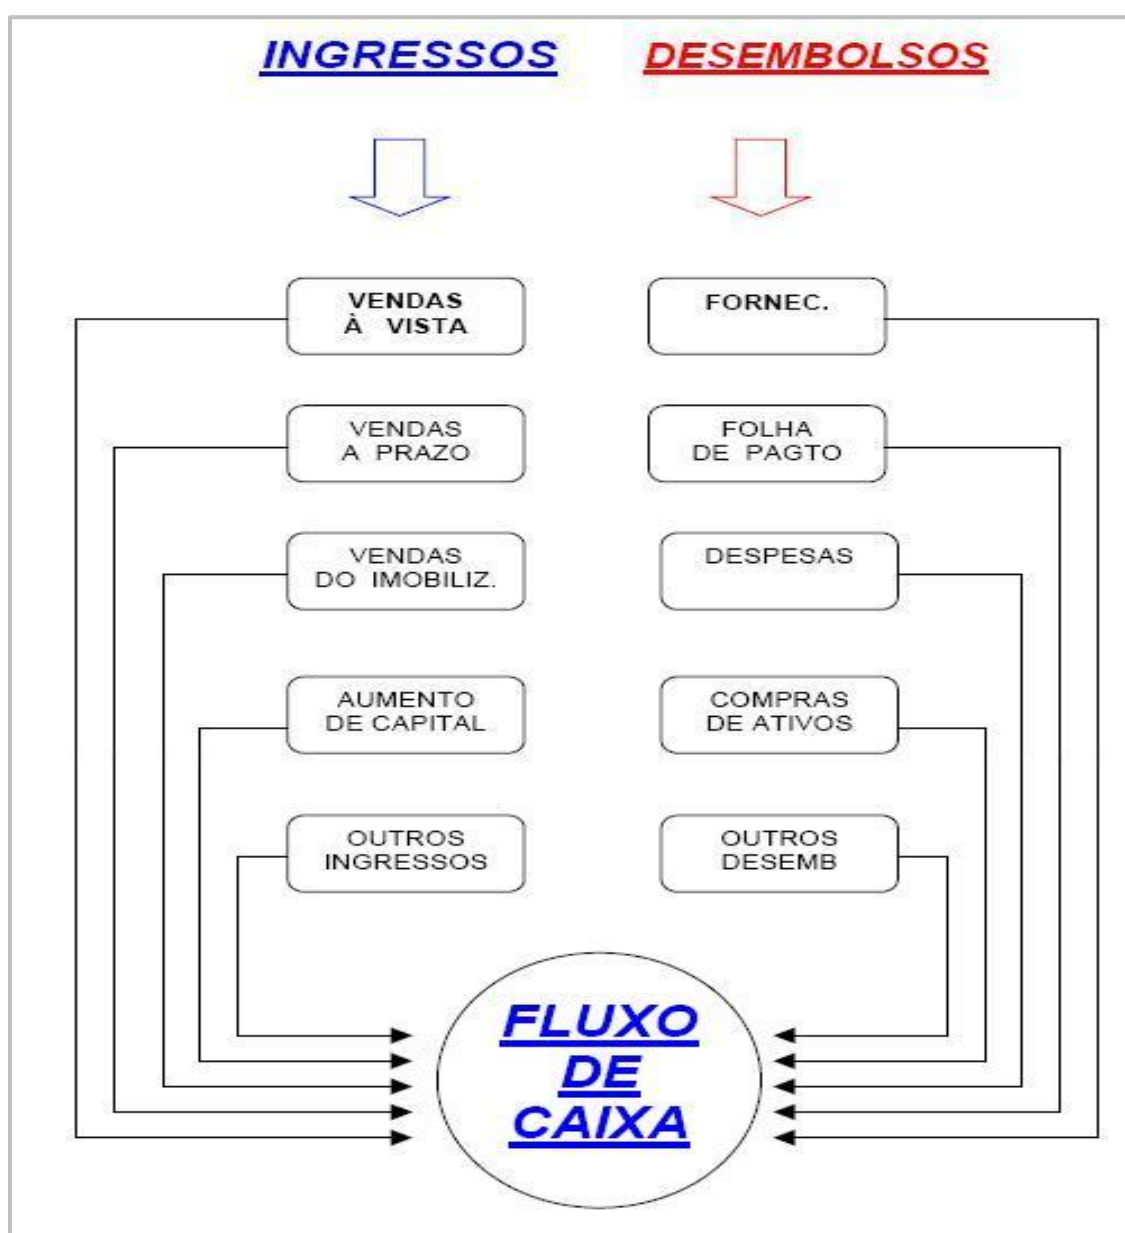 INGRESSOS
DESEMBOLSOS
VENDAS
À VISTA
FORNEC.
VENDAS
A PRAZO
FOLHA
DE PAGTO
VENDAS
DO IMOBILIZ.
DESPESAS
AUMENTO
DE CAPITAL
COMPRAS
DE ATIVOS
OUTROS
INGRESSOS
OUTROS
DESEMB
FLUXO
DE
CAIXA